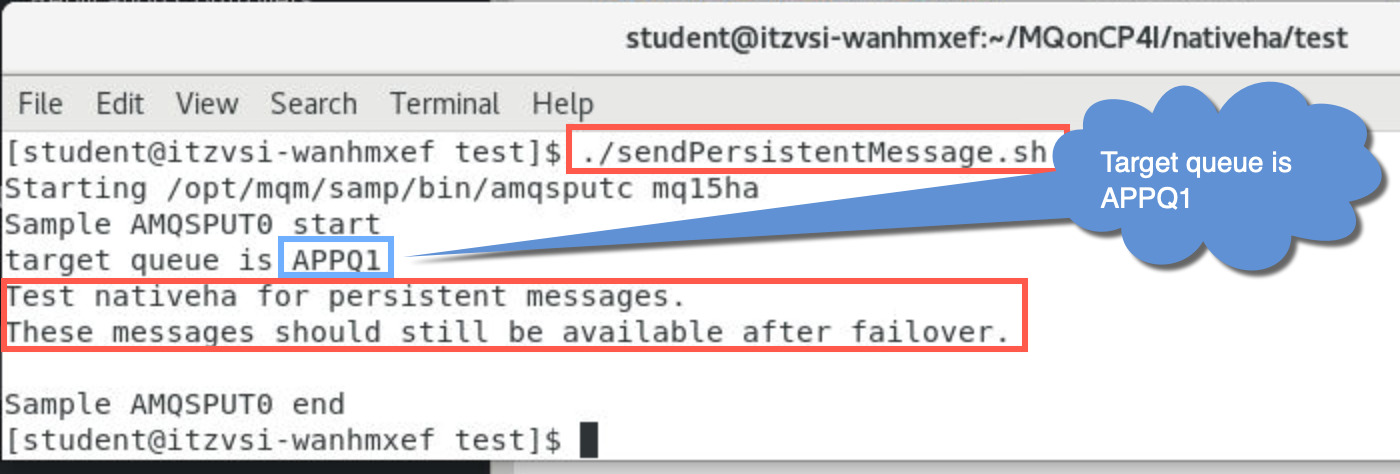 student@itzvsi-wanhmxef:~/MQonCP4I/nativeha/test
File Edit View Search Terminal Help
[student@itzvsi-wanhmxef test]$ ./sendPersistentMessage.sh
Starting /opt/mqm/samp/bin/amqsputc mq15ha
Sample AMQSPUT0 start
target queue is APPQ1
Test nativeha for persistent messages.
These messages should still be available after failover.
Sample AMQSPUT0 end
[student@itzvsi-wanhmxef test]$
Target queue is
APPQ1